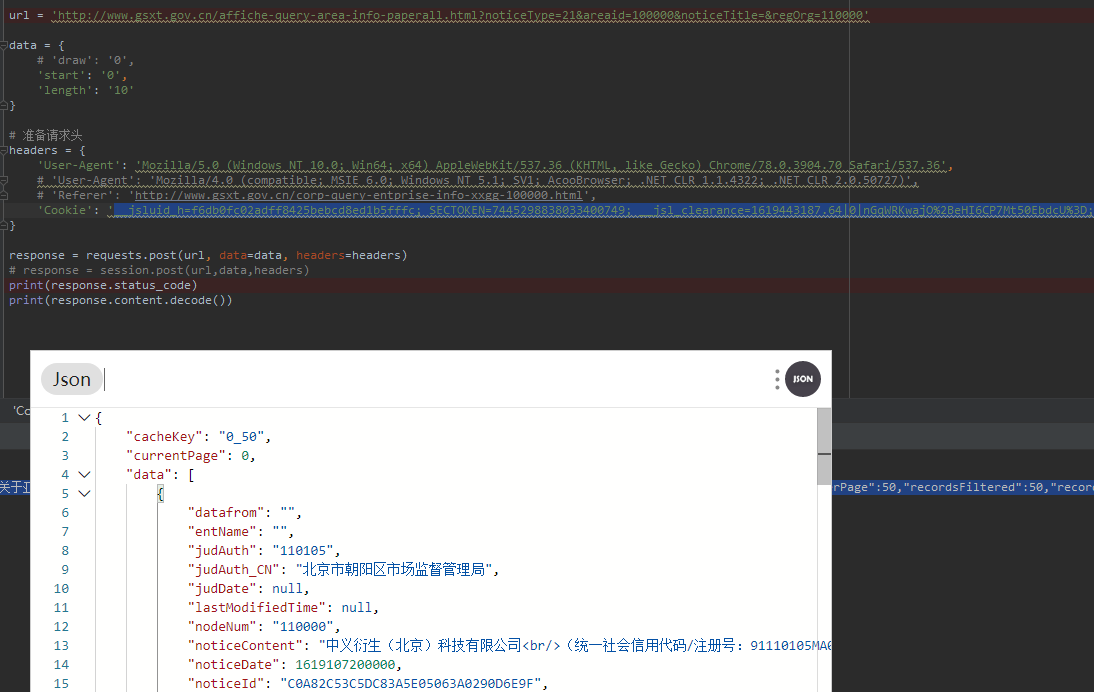 url = 'http://www.gsxt.gov.cn/affiche-query-area-info-paperall.html?noticeType=21&areaid=100000&noticeTitle=&regOrg=110000'
data = {
# 'draw': '0',
'start': '0',
'length': '10'
}
# 准备请求头
headers = {
'User-Agent': 'Mozilla/5.0 (Windows NT 10.0; Win64; x64) AppleWebKit/537.36 (KHTML, like Gecko) Chrome/78.0.3904.70 Safari/537.36',
# 'User-Agent': 'Mozilla/4.0 (compatible; MSIE 6.0; Windows NT 5.1; SV1; AcooBrowser; .NET CLR 1.1.4322; .NET CLR 2.0.50727)',
# 'Referer': 'http://www.gsxt.gov.cn/corp-query-entprise-info-xxgg-100000.html',
'Cookie': '__jsluid_h=f6db0fc02adff8425bebcd8ed1b5fffc; SECTOKEN=7445298838033400749; __jsl_clearance=1619443187.64|0|nGqWRKwajO%2BeHI6CP7Mt50EbdcU%3D;
}
response = requests.post(url, data=data, headers=headers)
# response = session.post(url,data,headers)
print(response.status_code)
print(response.content.decode())
'Co
Json
JSON
关于
rPage":50,"recordsFiltered":50,"recor
1 {
2 "cacheKey": "0_50",
3 "currentPage": 0,
4 "data": [
5 {
6 "datafrom": "",
7 "entName": "",
8 "judAuth": "110105",
9 "judAuth_CN": "北京市朝阳区市场监督管理局",
10 "judDate": null,
11 "lastModifiedTime": null,
12 "nodeNum": "110000",
13 "noticeContent": "中义衍生（北京）科技有限公司<br/>（统一社会信用代码/注册号：91110105MA0
14 "noticeDate": 1619107200000,
15 "noticeId": "C0A82C53C5DC83A5E05063A0290D6E9F",